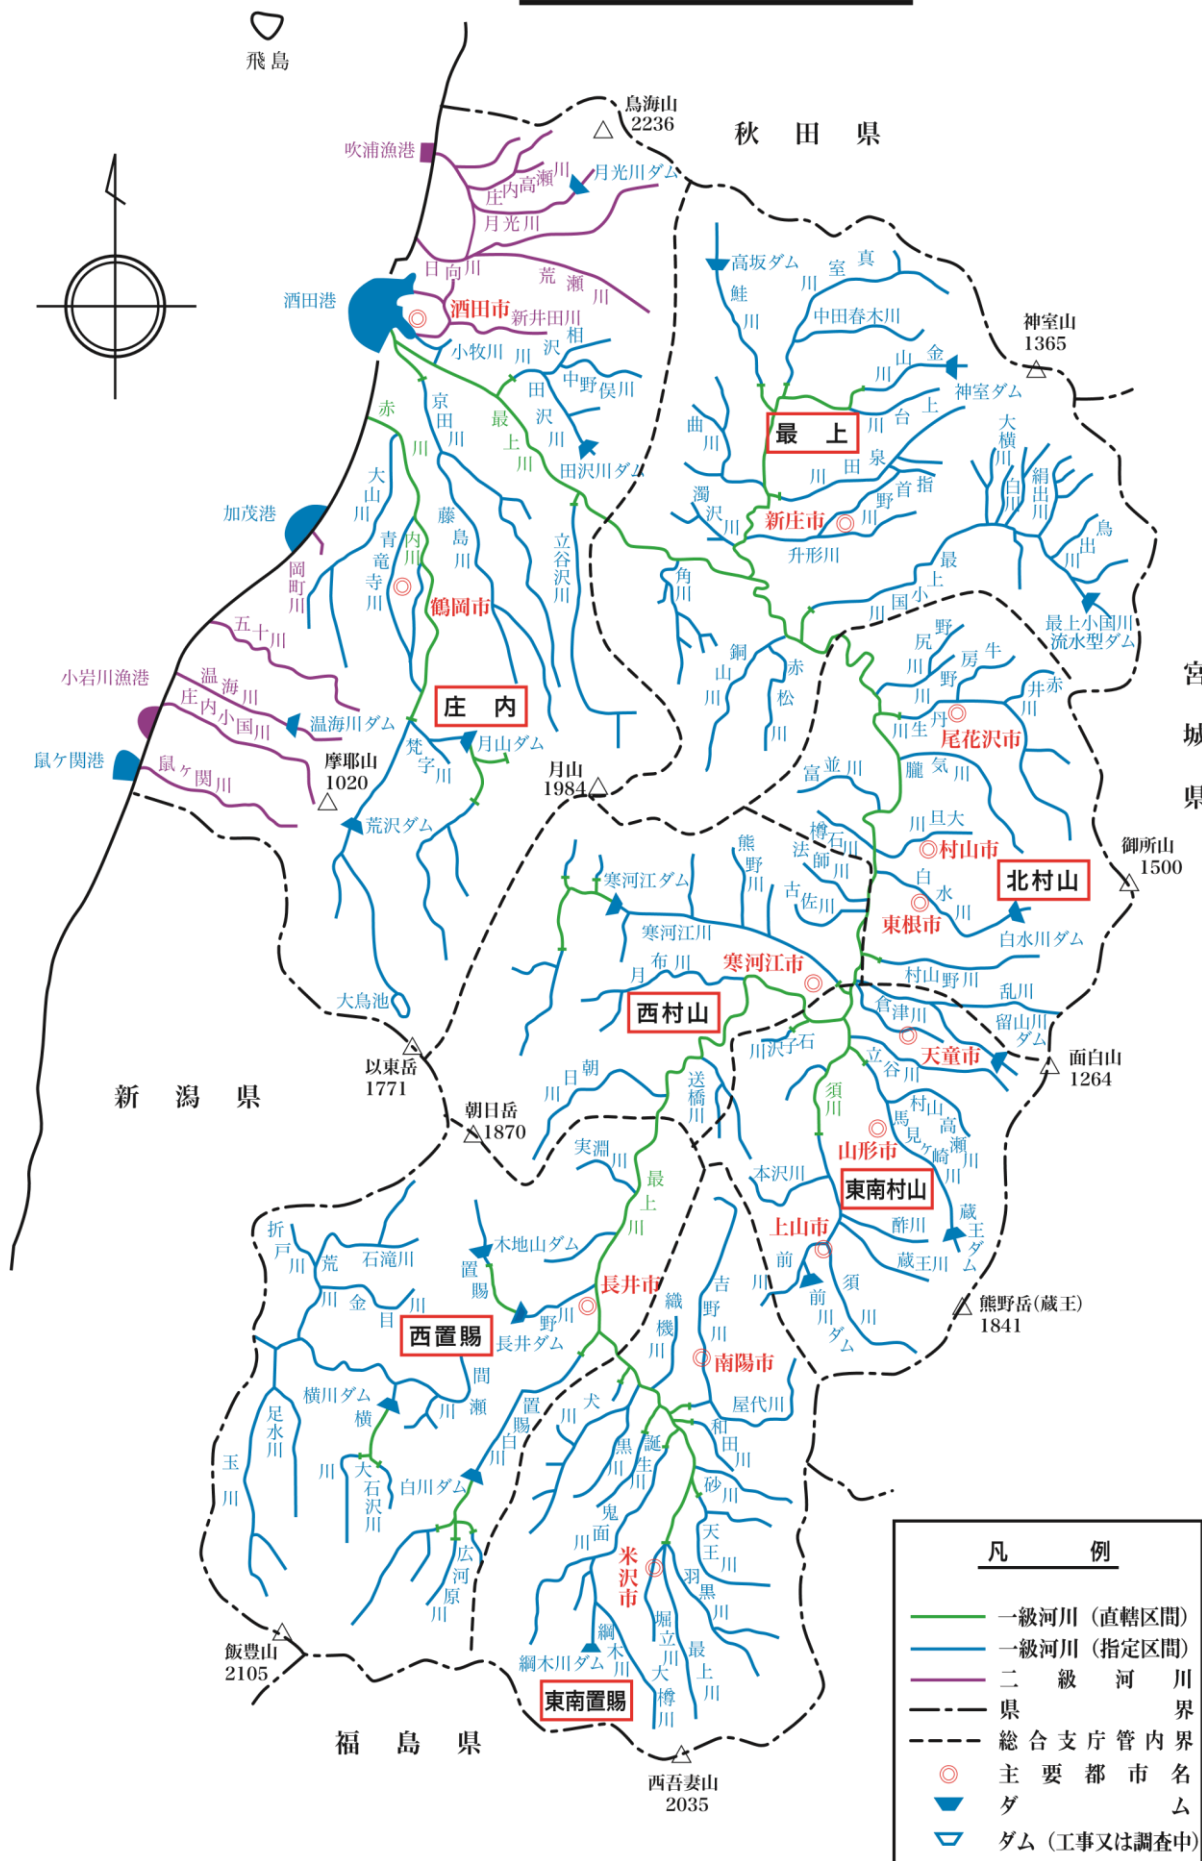 飛島
鳥海山
2236
秋田県
吹浦漁港
庄内高瀬川
月光川ダム
月光川
日向川
荒瀬川
酒田港
酒田市
新井田川
小牧川
相沢川
中野俣川
田沢川
田沢川ダム
高坂ダム
鮭川
真室川
中田春木川
金山川
神室ダム
神室山
1365
最上
上台川
泉田川
指首野川
新庄市
升形川
曲川
濁沢川
大横川
白川
絹出川
鳥出川
最上小国川
流水型ダム
最上小国川
赤川
京田川
最上川
大山川
藤島川
内川
青竜寺川
立谷沢川
加茂港
岡町川
鶴岡市
角川
銅山川
赤松川
五十川
小岩川漁港
温海川
庄内小国川
温海川ダム
庄内
鼠ケ関港
鼠ヶ関川
摩耶山
1020
梵字川
月山ダム
荒沢ダム
月山
1984
野尻川
牛房野川
赤井川
丹生川
尾花沢市
朧気川
富並川
大旦川
村山市
樽石川
法師川
古佐川
白水川
東根市
北村山
白水川ダム
御所山
1500
宮城県
熊野川
寒河江ダム
寒河江川
月布川
寒河江市
西村山
村山野川
乱川
倉津川
留山川
ダム
天童市
立谷川
面白山
1264
石子沢川
大鳥池
以東岳
1771
新潟県
朝日岳
1870
朝日川
送橋川
須川
村山高瀬川
馬見ヶ崎川
山形市
東南村山
実淵川
最上川
本沢川
上山市
酢川
蔵王川
蔵王ダム
前川
前川ダム
須川
熊野岳(蔵王)
1841
折戸川
荒川
石滝川
金目川
木地山ダム
置賜野川
長井市
長井ダム
西置賜
織機川
吉野川
南陽市
屋代川
間瀬川
横川ダム
横川
足水川
玉川
大石沢川
白川ダム
置賜白川
犬川
黒川
誕生川
和田川
砂川
鬼面川
天王川
米沢市
羽黒川
広河原川
堀立川
最上川
綱木川
綱木川ダム
大樽川
東南置賜
飯豊山
2105
福島県
西吾妻山
2035
凡例
一級河川（直轄区間）
一級河川（指定区間）
二級河川
県界
総合支庁管内界
主要都市名
ダム
ダム（工事又は調査中）